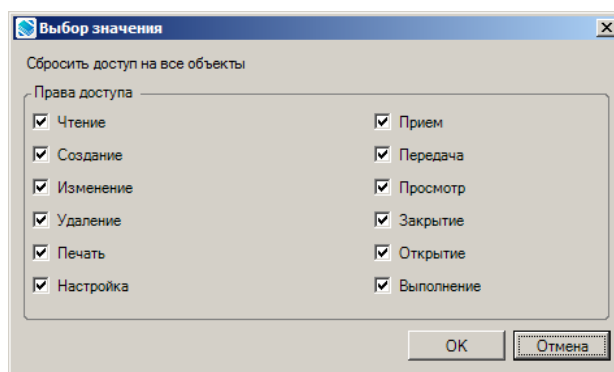 Выбор значения
Сбросить доступ на все объекты
Права доступа
Чтение
Прием
Создание
Передача
Изменение
Просмотр
Удаление
Закрытие
Печать
Открытие
Настройка
Выполнение
OK
Отмена